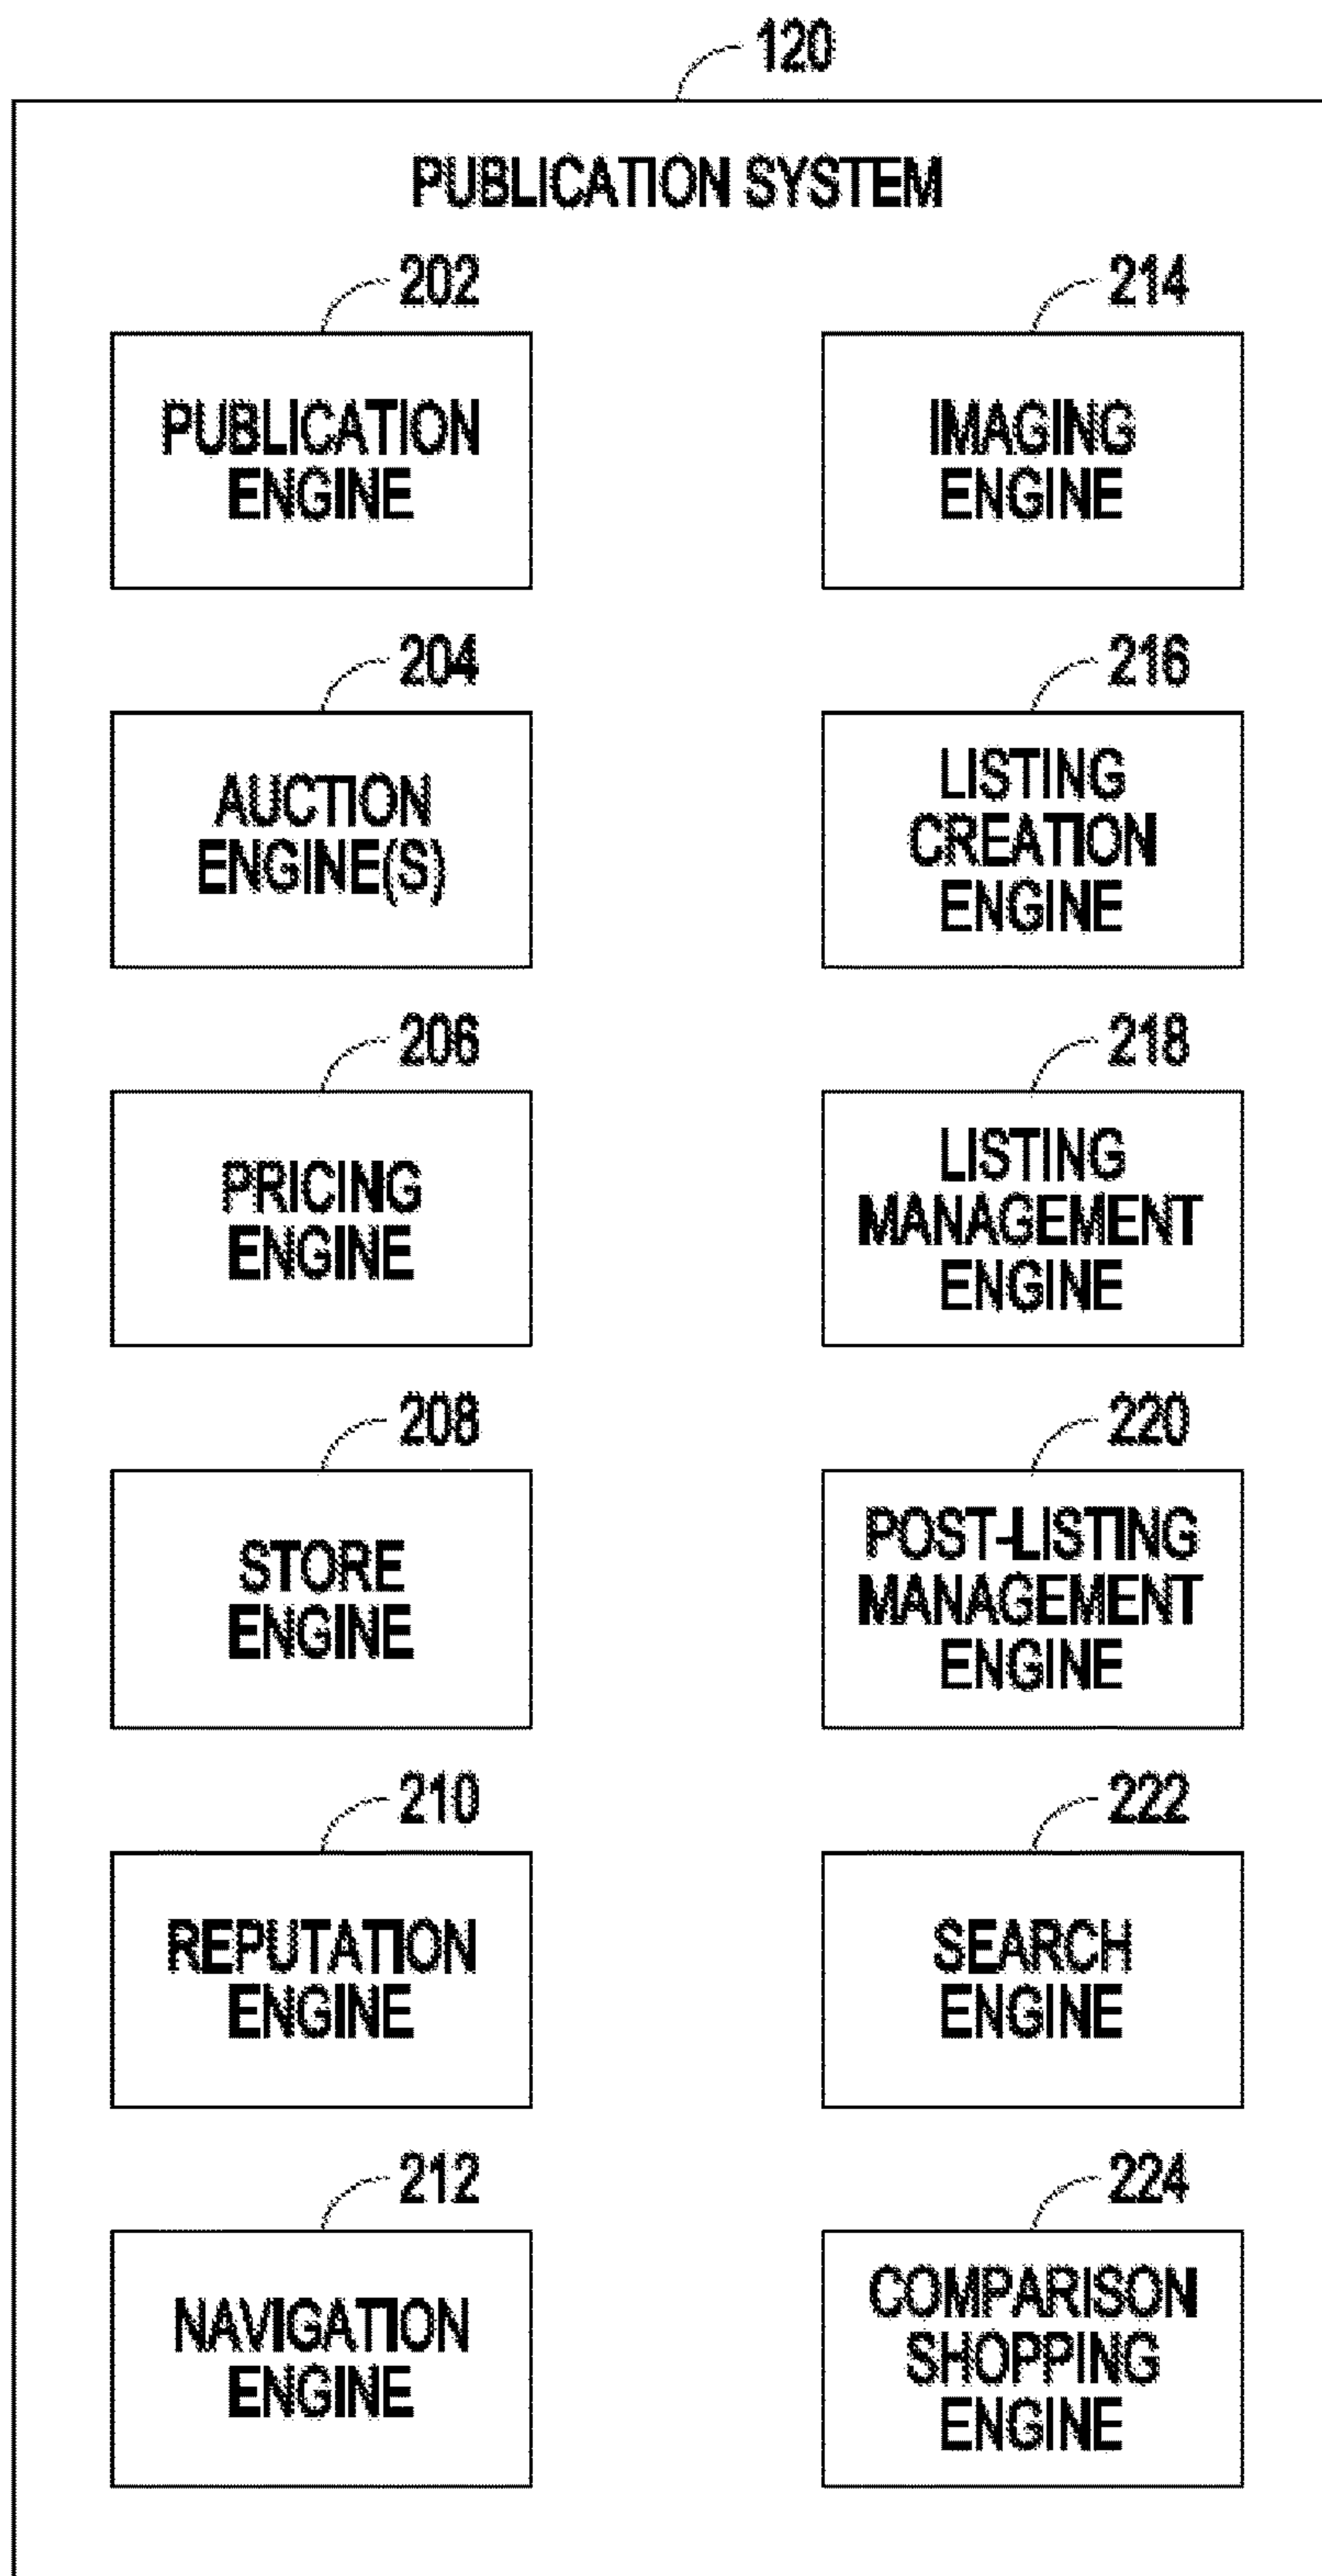 120
PUBLICATION SYSTEM
202
PUBLICATION
ENGINE
204
AUCTION
ENGINE(S)
206
PRICING
ENGINE
208
STORE
ENGINE
210
REPUTATION
ENGINE
212
NAVIGATION
ENGINE
214
IMAGING
ENGINE
216
LISTING
CREATION
ENGINE
218
LISTING
MANAGEMENT
ENGINE
220
POST-LISTING
MANAGEMENT
ENGINE
222
SEARCH
ENGINE
224
COMPARISON
SHOPPING
ENGINE